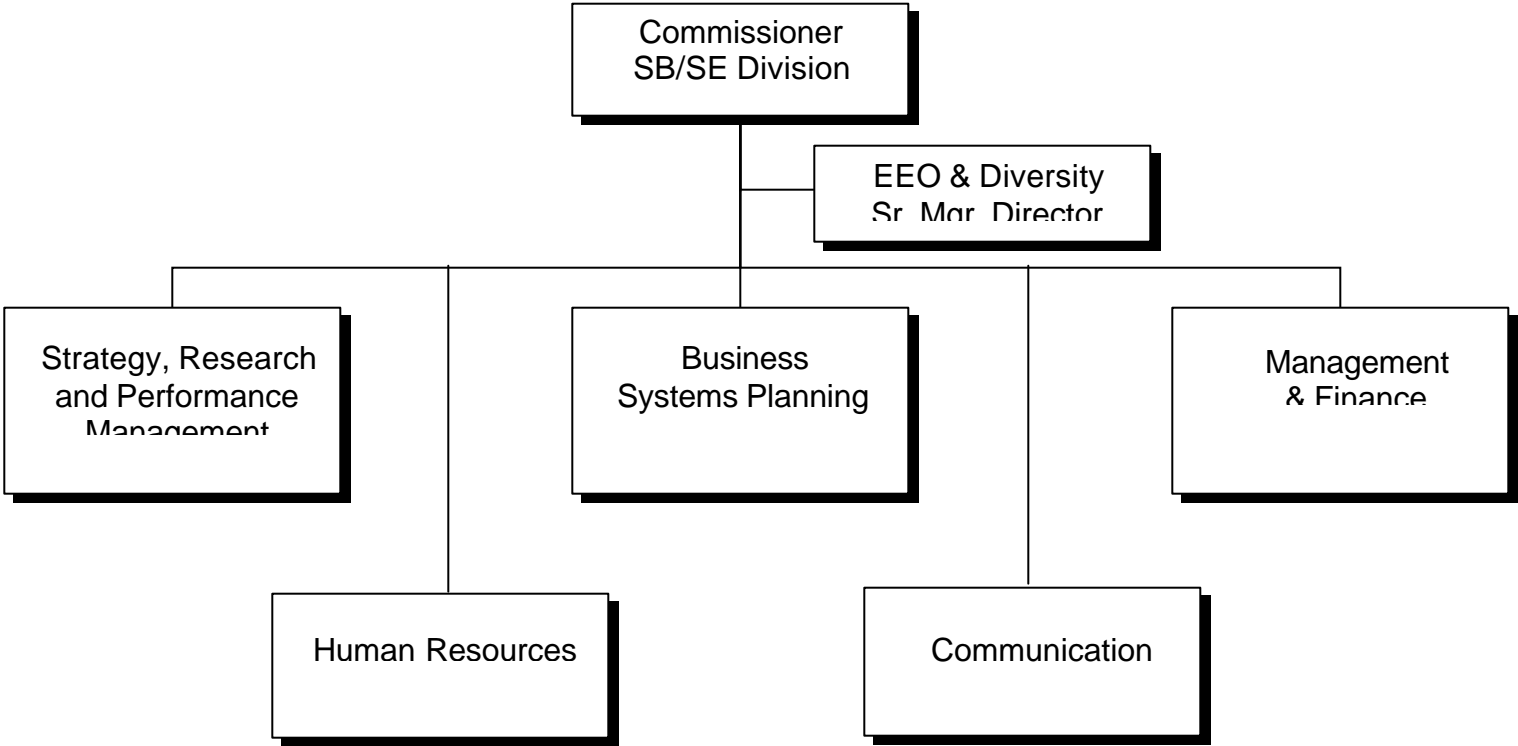 Commissioner
SB/SE Division
EEO & Diversity
Sr. Mgr. Director
Strategy, Research
and Performance
Management
Business
Systems Planning
Management
& Finance
Human Resources
Communication